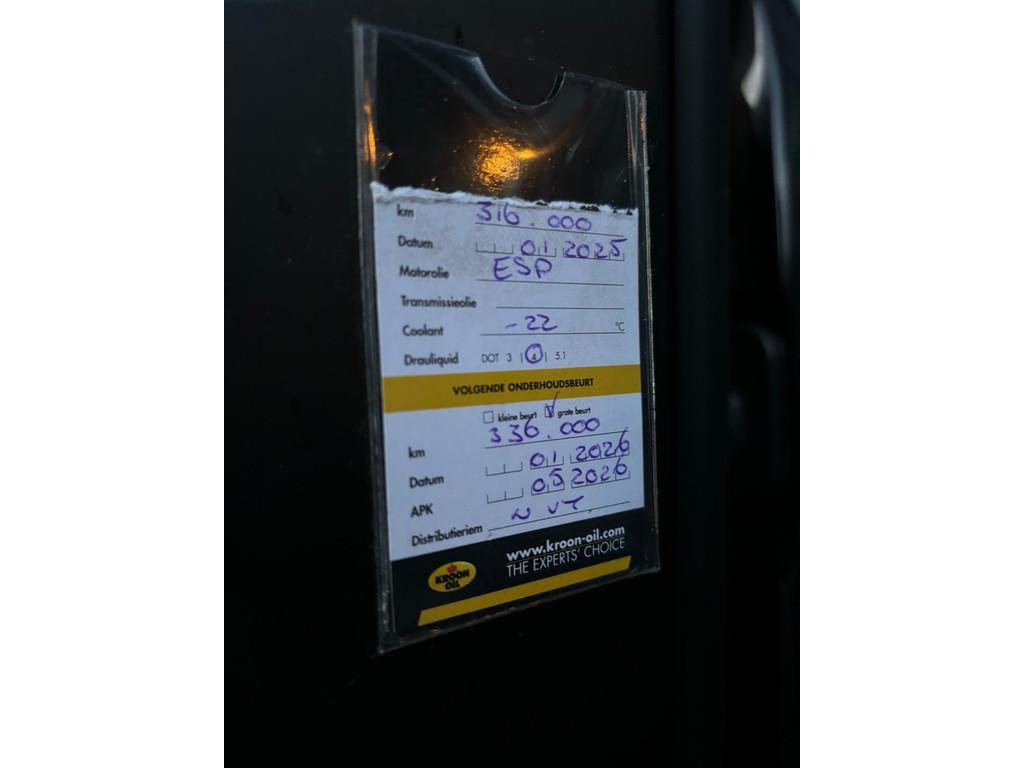 km 316.000
Datum 01 2025
Motorolie ESP
Transmissieolie
Coolant -22 °C
Drauliquid DOT 3 | 4 | 5.1
VOLGENDE ONDERHOUDSBEURT
kleine beurt grote beurt
km 336.000
Datum 01 2026
APK 05 2026
Distributieriem NVT
KROON OIL
www.kroon-oil.com
THE EXPERTS' CHOICE